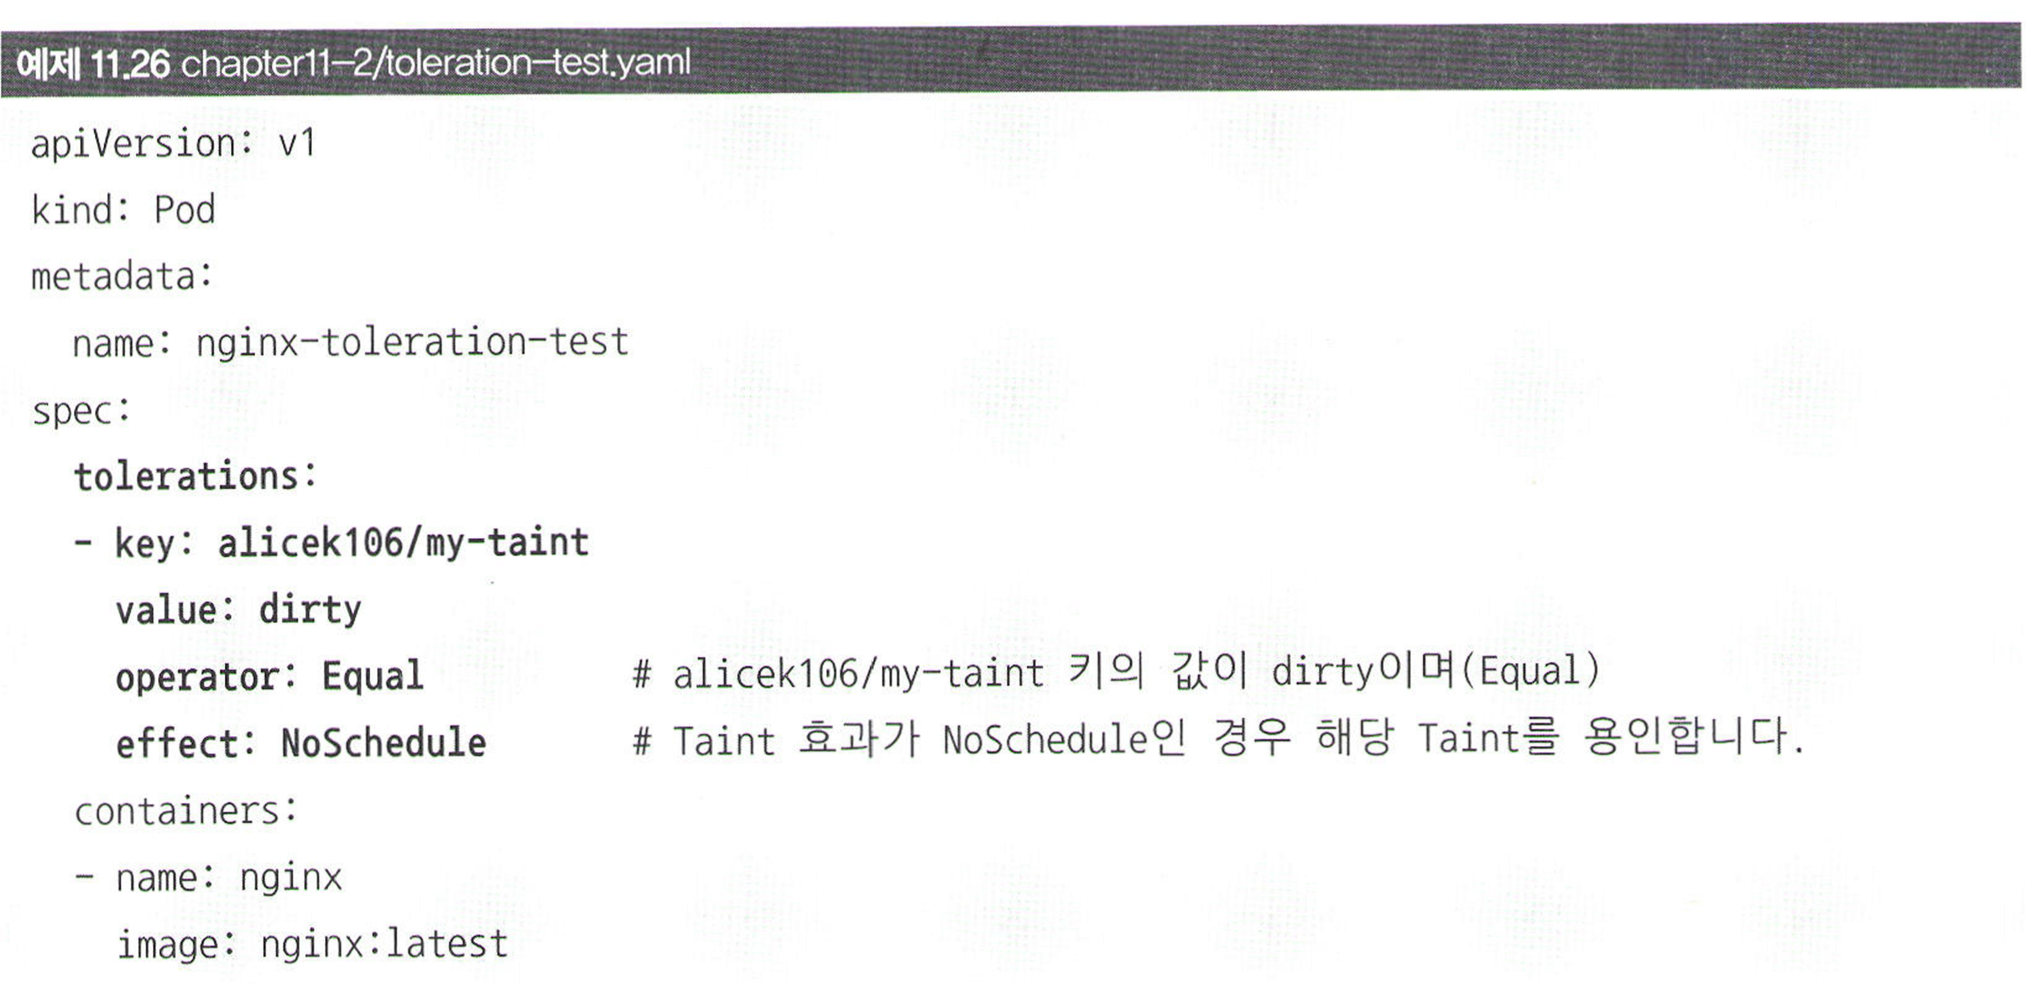 예제 11.26 chapter11-2/toleration-test.yaml
apiVersion: v1
kind: Pod
metadata:
  name: nginx-toleration-test
spec:
  tolerations:
  - key: alicek106/my-taint
    value: dirty
    operator: Equal          # alicek106/my-taint 키의 값이 dirty이며(Equal)
    effect: NoSchedule       # Taint 효과가 NoSchedule인 경우 해당 Taint를 용인합니다.
  containers:
  - name: nginx
    image: nginx:latest